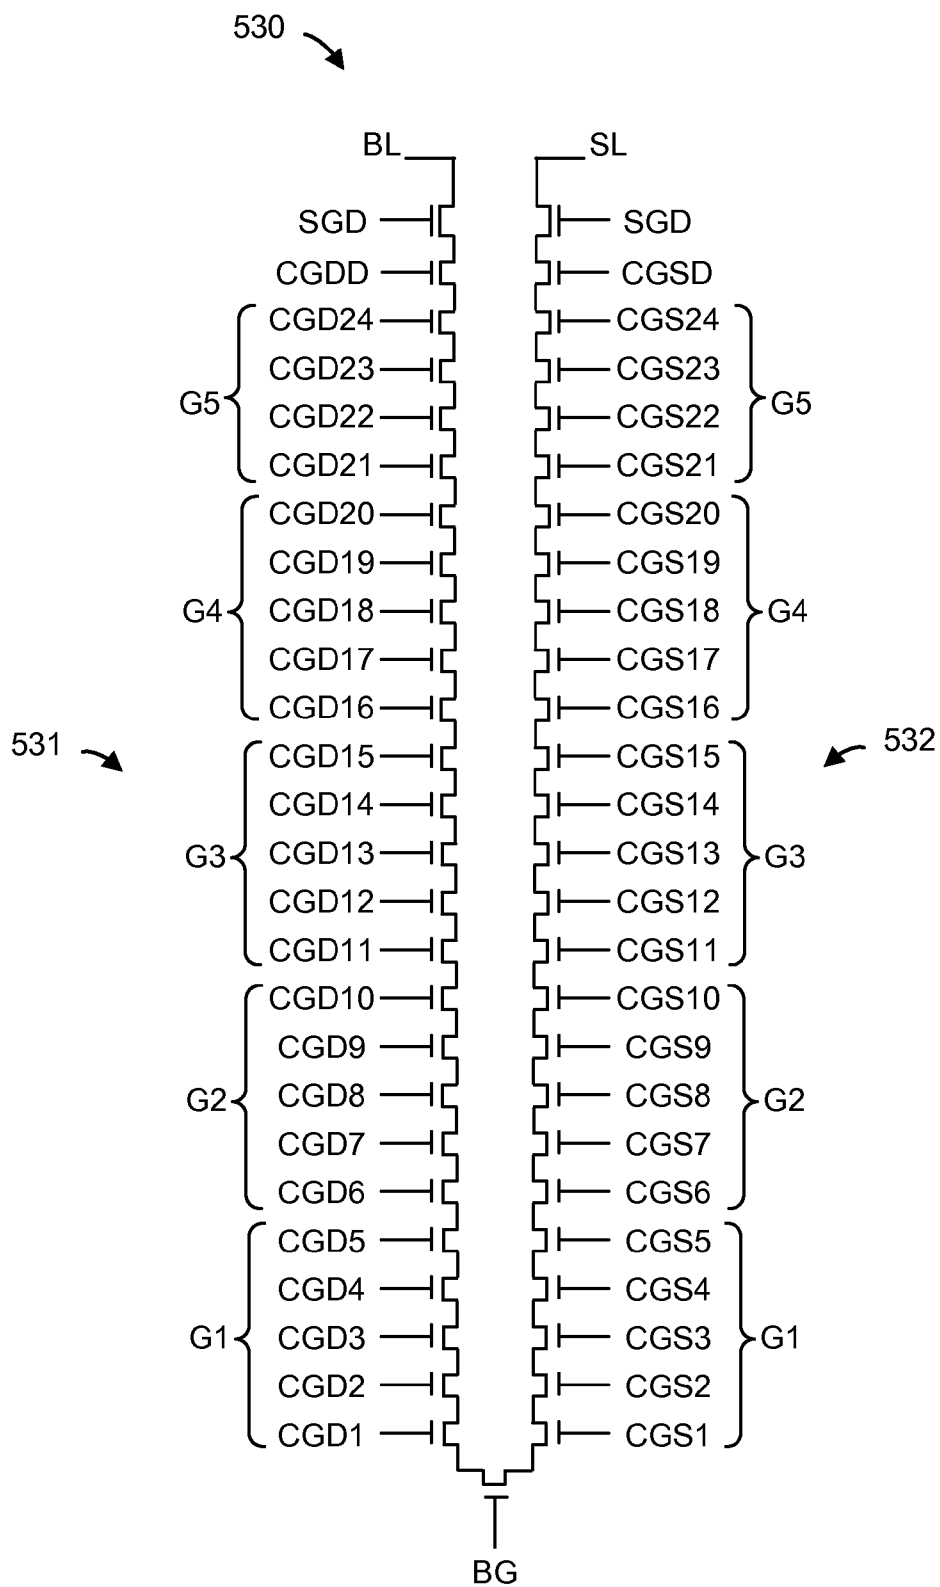 530
BL SL
SGD SGD
CGDD CGSD
CGD24 CGS24
CGD23 CGS23
G5 CGD22 CGS22 G5
CGD21 CGS21
CGD20 CGS20
CGD19 CGS19
G4 CGD18 CGS18 G4
CGD17 CGS17
CGD16 CGS16
531 CGD15 CGS15 532
CGD14 CGS14
G3 CGD13 CGS13 G3
CGD12 CGS12
CGD11 CGS11
CGD10 CGS10
CGD9 CGS9
G2 CGD8 CGS8 G2
CGD7 CGS7
CGD6 CGS6
CGD5 CGS5
CGD4 CGS4
G1 CGD3 CGS3 G1
CGD2 CGS2
CGD1 CGS1
BG